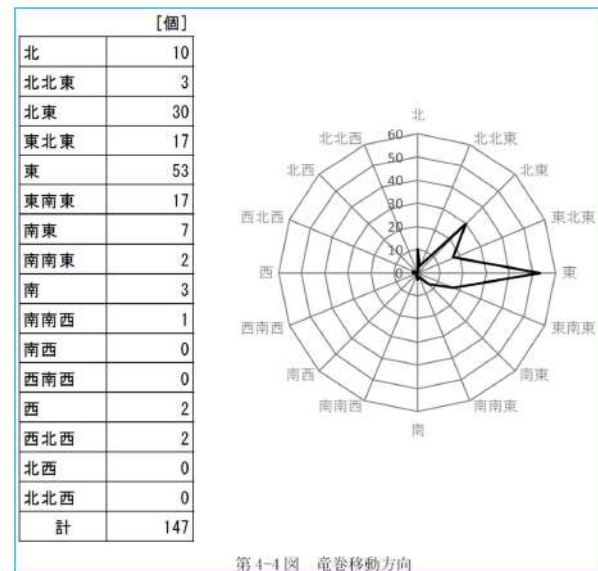 [個]
北 10
北北東 3
北東 30
東北東 17
東 53
東南東 17
南東 7
南南東 2
南 3
南南西 1
南西 0
西南西 0
西 2
西北西 2
北西 0
北北西 0
計 147
北
北北西
北北東
60
50
40
30
20
10
0
北西
北東
西北西
東北東
西
東
西南西
東南東
南西
南東
南南西
南南東
南
第 4-4 図 竜巻移動方向